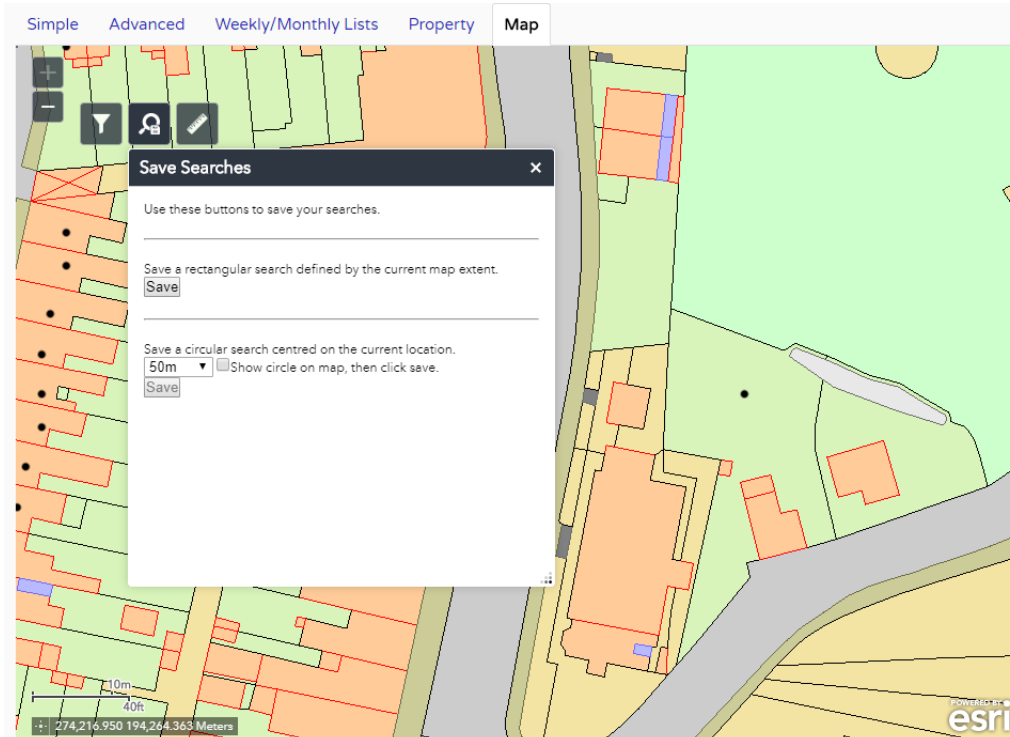 Simple Advanced Weekly/Monthly Lists Property Map
+
−
Save Searches ×
Use these buttons to save your searches.
Save a rectangular search defined by the current map extent.
Save
Save a circular search centred on the current location.
50m ▼ Show circle on map, then click save.
Save
10m
40ft
274,216.950 194,264.363 Meters
POWERED BY
esri